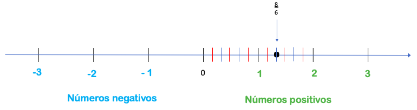 8
6
-3 -2 - 1 0 1 2 3
Números negativos Números positivos